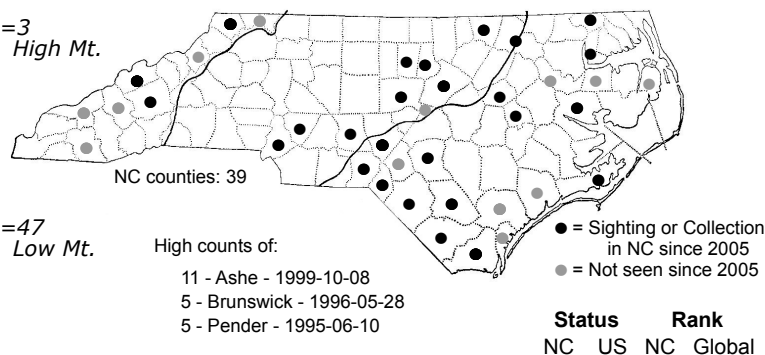 =3
High Mt.
NC counties: 39
=47
Low Mt.
High counts of:
11 - Ashe - 1999-10-08
5 - Brunswick - 1996-05-28
5 - Pender - 1995-06-10
● = Sighting or Collection
in NC since 2005
● = Not seen since 2005
Status Rank
NC US NC Global